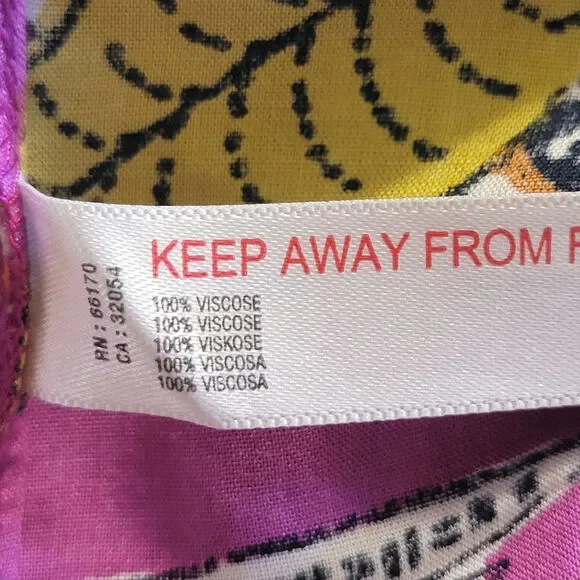 KEEP AWAY FROM F
RN: 66170
CA: 32054
100% VISCOSE
100% VISCOSE
100% VISKOSE
100% VISCOSA
100% VISCOSA